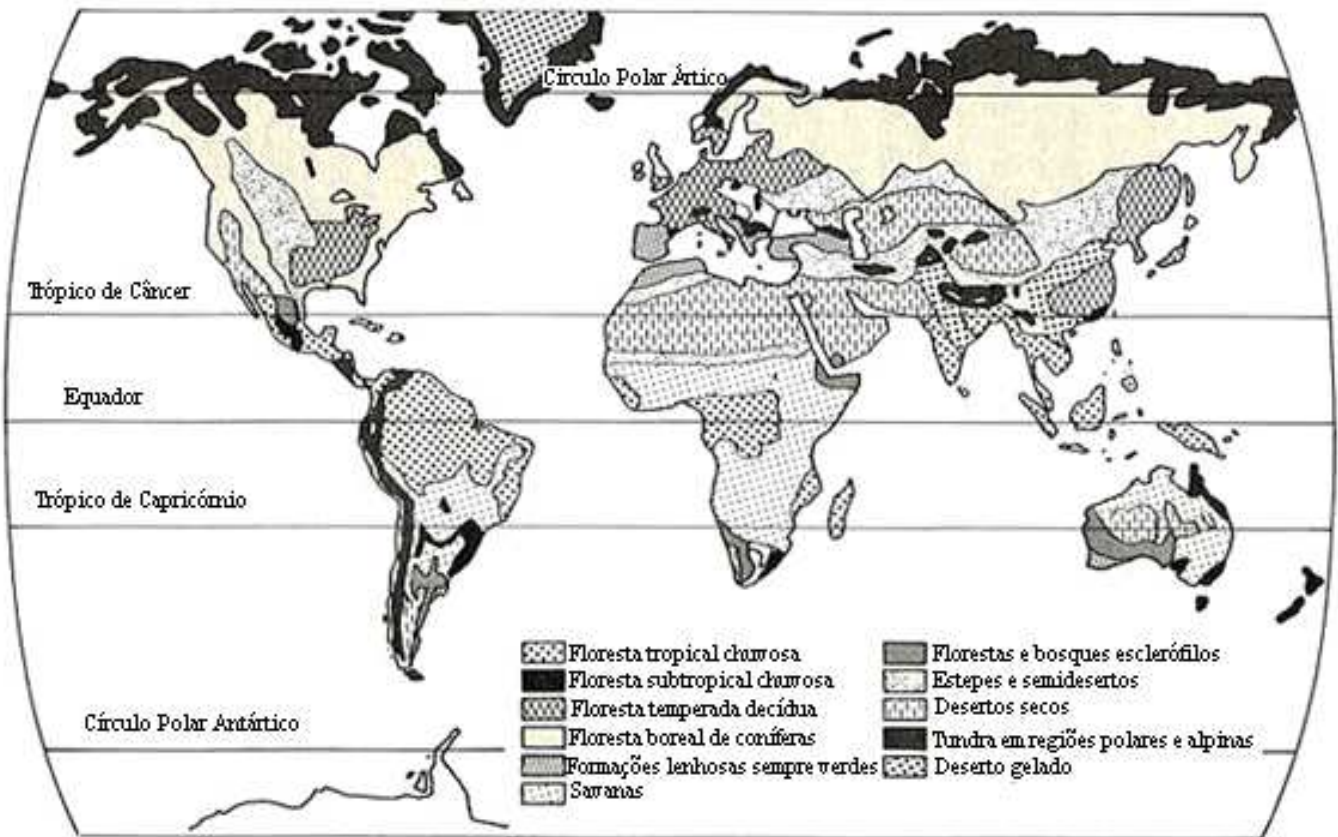 Círculo Polar Ártico
Trópico de Câncer
Equador
Trópico de Capricórnio
Círculo Polar Antártico
Floresta tropical chuvosa
Floresta subtropical chuvosa
Floresta temperada decídua
Floresta boreal de coníferas
Formações lenhosas sempre verdes
Savanas
Florestas e bosques esclerófilos
Estepes e semidesertos
Desertos secos
Tundra em regiões polares e alpinas
Deserto gelado